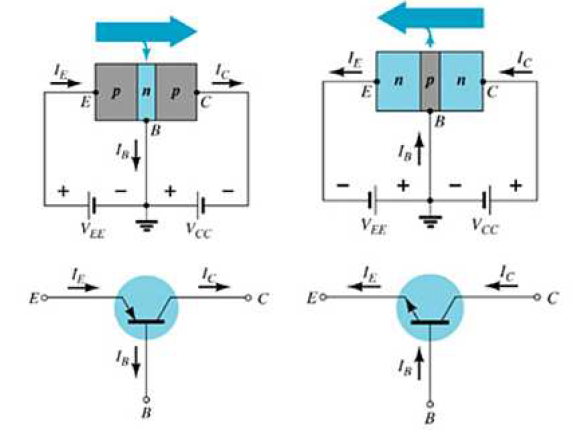 I_E I_C
E p n p C
B
I_B
+ − + −
V_EE V_CC
I_E I_C
E n p n C
B
I_B
− + − +
V_EE V_CC
I_E I_C
E C
I_B
B
I_E I_C
E C
I_B
B